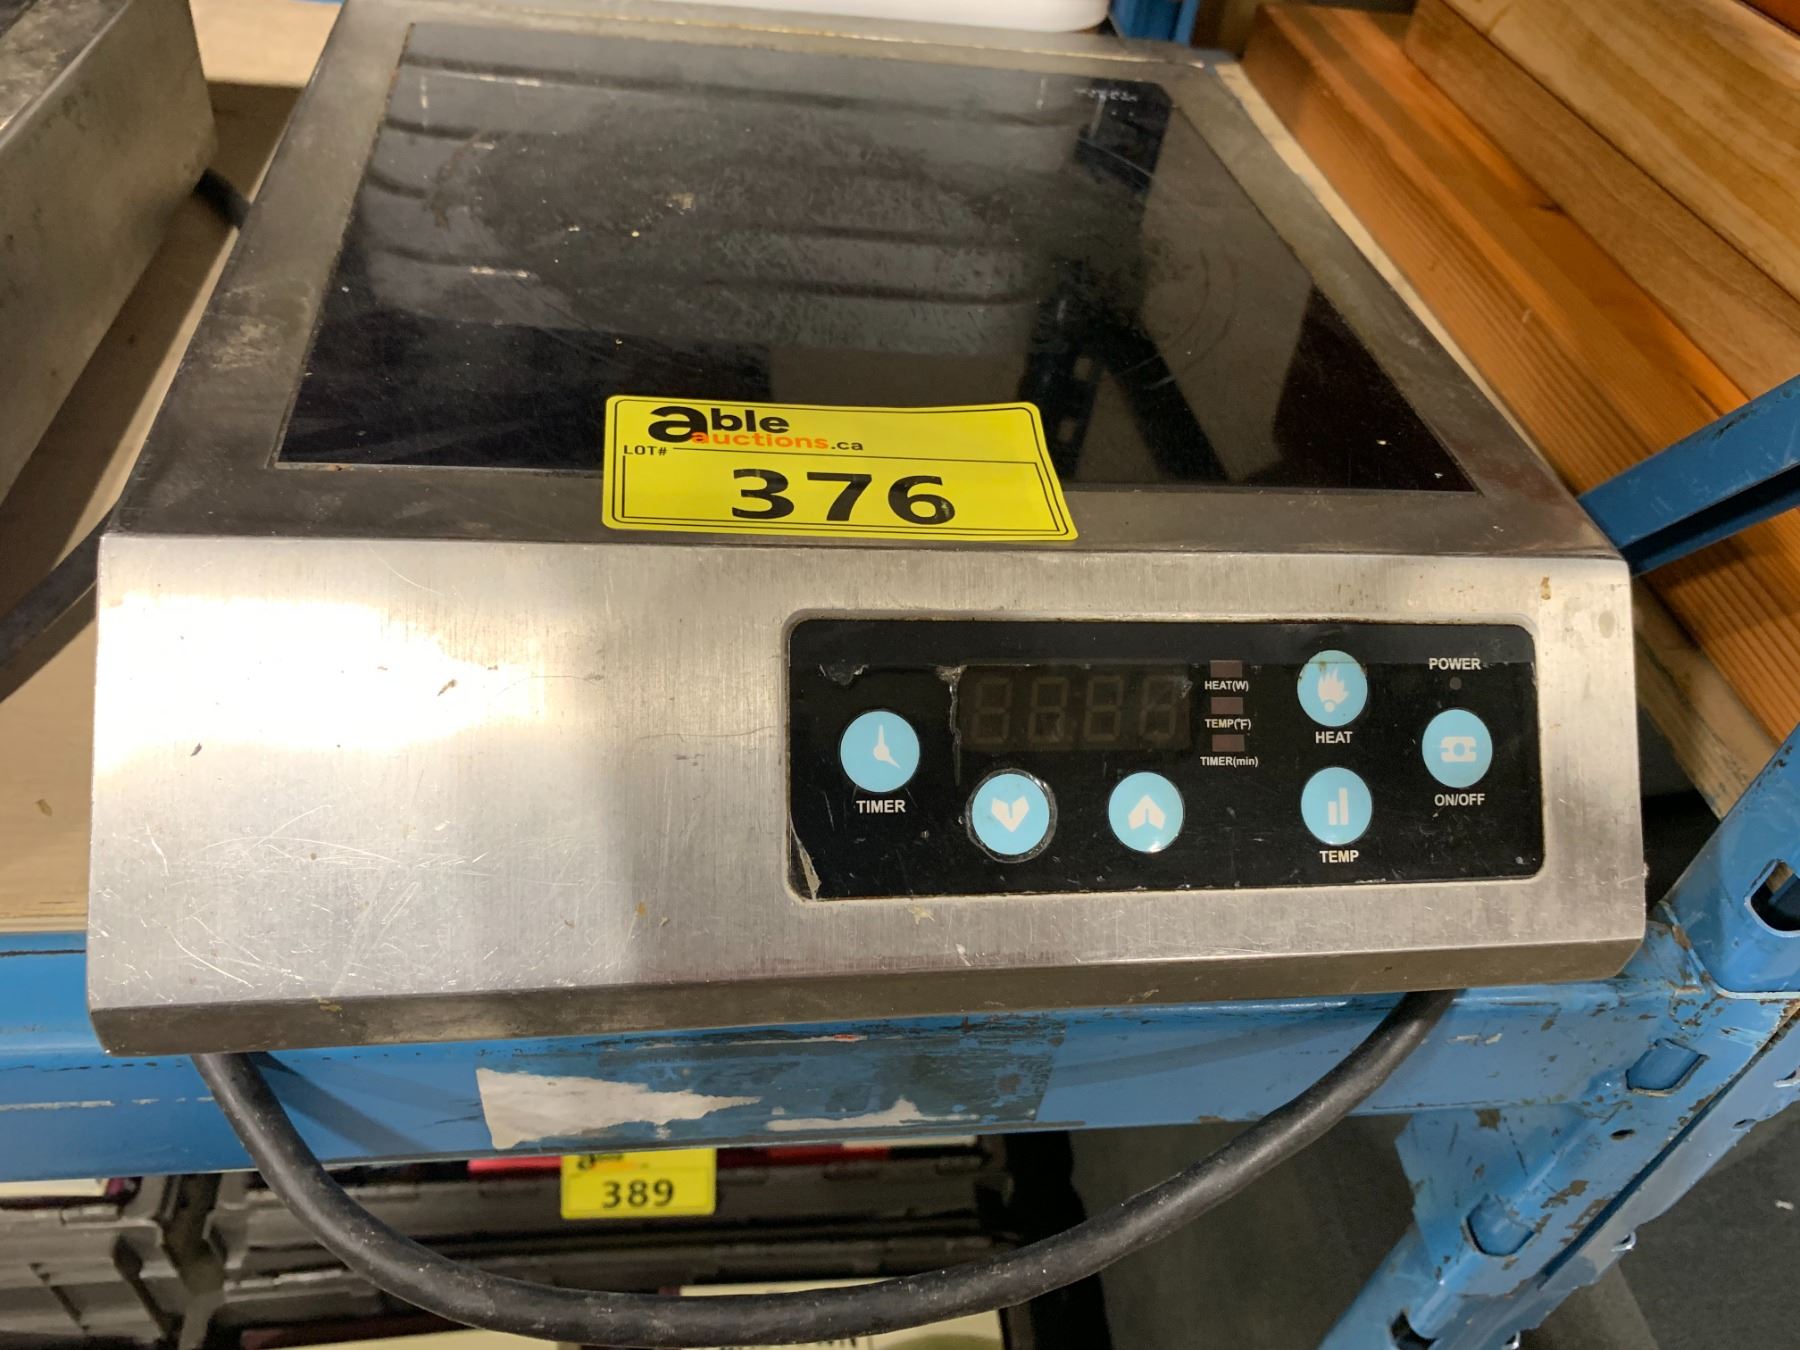 able
auctions.ca
LOT#
376
HEAT(W)
TEMP(°F)
TIMER(min)
TIMER
HEAT
TEMP
POWER
ON/OFF
389